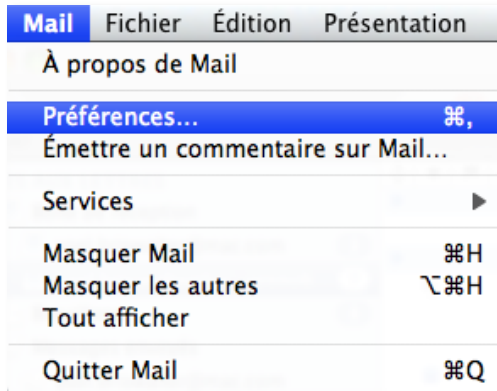 Mail Fichier Édition Présentation
À propos de Mail
Préférences... ⌘,
Émettre un commentaire sur Mail...
Services ▶
Masquer Mail ⌘H
Masquer les autres ⌥⌘H
Tout afficher
Quitter Mail ⌘Q